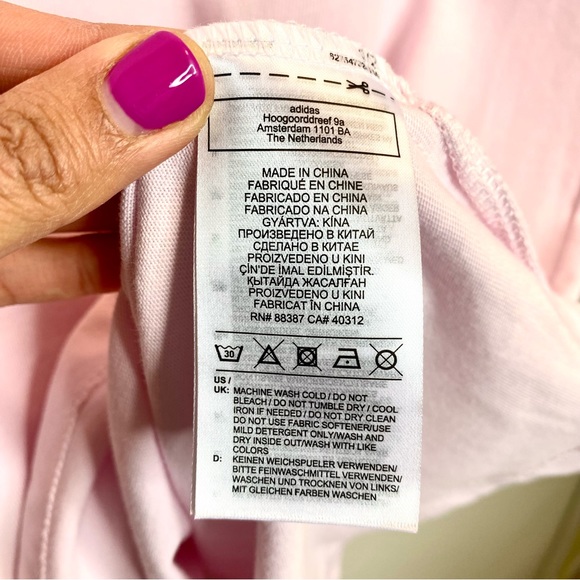 adidas
Hoogoorddreef 9a
Amsterdam 1101 BA
The Netherlands
MADE IN CHINA
FABRIQUÉ EN CHINE
FABRICADO EN CHINA
FABRICADO NA CHINA
GYÁRTVA: KÍNA
ПРОИЗВЕДЕНО В КИТАЙ
СДЕЛАНО В КИТАЕ
PROIZVEDENO U KINI
ÇİN'DE İMAL EDİLMİŞTİR.
ҚЫТАЙДА ЖАСАЛҒАН
PROIZVEDENO U KINI
FABRICAT ÎN CHINA
RN# 88387 CA# 40312
30
US /
UK: MACHINE WASH COLD / DO NOT
BLEACH / DO NOT TUMBLE DRY / COOL
IRON IF NEEDED / DO NOT DRY CLEAN
DO NOT USE FABRIC SOFTENER/USE
MILD DETERGENT ONLY/WASH AND
DRY INSIDE OUT/WASH WITH LIKE
COLORS
D: KEINEN WEICHSPUELER VERWENDEN/
BITTE FEINWASCHMITTEL VERWENDEN/
WASCHEN UND TROCKNEN VON LINKS/
MIT GLEICHEN FARBEN WASCHEN